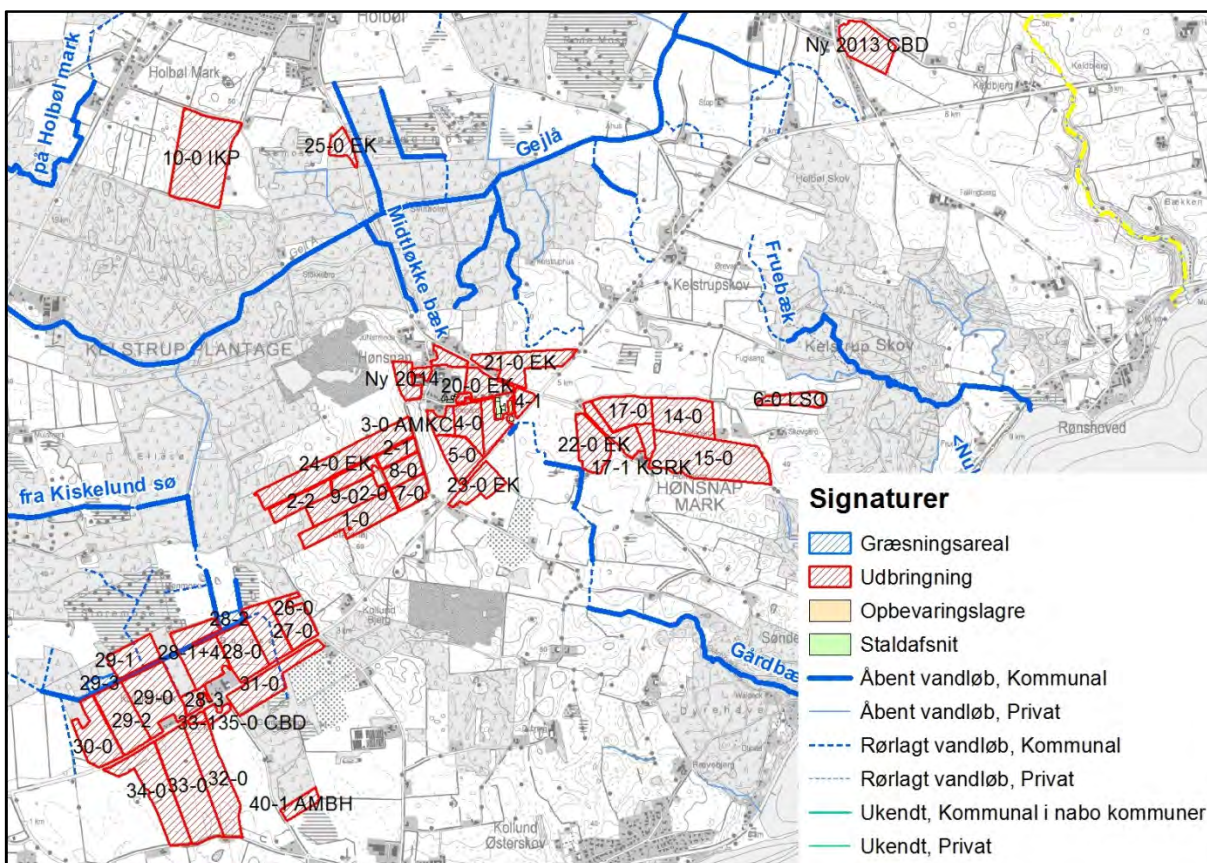 Holbøl
Ny 2013 CBD
på Holbøl mark
Holbøl Mark
10-0 IKP
25-0 EK
Gejlå
Holbøl Skov
Midtløkke bæk
Kelstrupskov
Fruebæk
KELSTRUP PLANTAGE
Hønsnap
Kelstrup Skov
21-0 EK
Ny 2014
20-0 EK
6-0 LSO
4-1
3-0 AMKC
4-0
17-0
14-0
Rønshoved
2-1
22-0 EK
15-0
24-0 EK
5-0
8-0
17-1 KSRK
23-0 EK
HØNSNAP
MARK
fra Kiskelund sø
2-2
9-0
2-0
7-0
1-0
Kollund
Bjerg
26-0
28-2
27-0
29-1
28-1+4
28-0
29-3
29-0
31-0
28-3
29-2
33-1
35-0 CBD
30-0
34-0
33-0
32-0
40-1 AMBH
Kollund
Østerskov
Signaturer
Græsningsareal
Udbringning
Opbevaringslagre
Staldafsnit
Åbent vandløb, Kommunal
Åbent vandløb, Privat
Rørlagt vandløb, Kommunal
Rørlagt vandløb, Privat
Ukendt, Kommunal i nabo kommuner
Ukendt, Privat